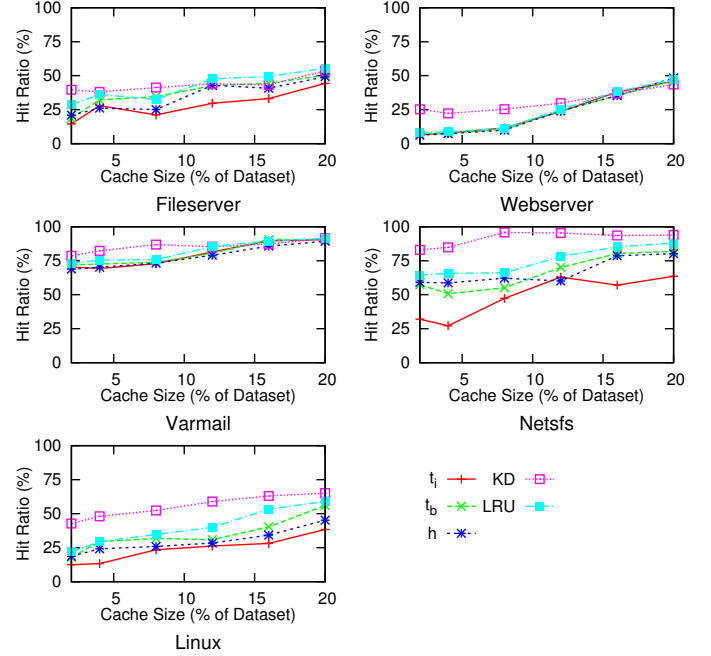 Hit Ratio (%)
100
75
50
25
0
5 10 15 20
Cache Size (% of Dataset)
Fileserver
Hit Ratio (%)
100
75
50
25
0
5 10 15 20
Cache Size (% of Dataset)
Webserver
Hit Ratio (%)
100
75
50
25
0
5 10 15 20
Cache Size (% of Dataset)
Varmail
Hit Ratio (%)
100
75
50
25
0
5 10 15 20
Cache Size (% of Dataset)
Netsfs
Hit Ratio (%)
100
75
50
25
0
5 10 15 20
Cache Size (% of Dataset)
Linux
t_i KD
t_b LRU
h